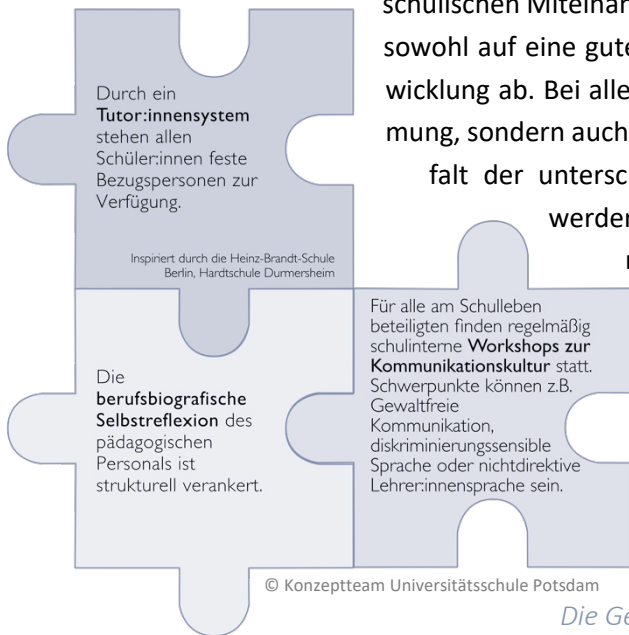 schulischen
sowohl auf eine gute
wicklung ab. Bei alle
mung, sondern auch
falt der untersc
werden
Durch ein
Tutor:innensystem
stehen allen
Schüler:innen feste
Bezugspersonen zur
Verfügung.
Inspiriert durch die Heinz-Brandt-Schule
Berlin, Hardtschule Durmersheim
Die
berufsbiografische
Selbstreflexion des
pädagogischen
Personals ist
strukturell verankert.
Für alle am Schulleben
beteiligten finden regelmäßig
schulinterne Workshops zur
Kommunikationskultur statt.
Schwerpunkte können z.B.
Gewaltfreie
Kommunikation,
diskriminierungssensible
Sprache oder nichtdirektive
Lehrer:innensprache sein.
© Konzeptteam Universitätsschule Potsdam
Die Ge